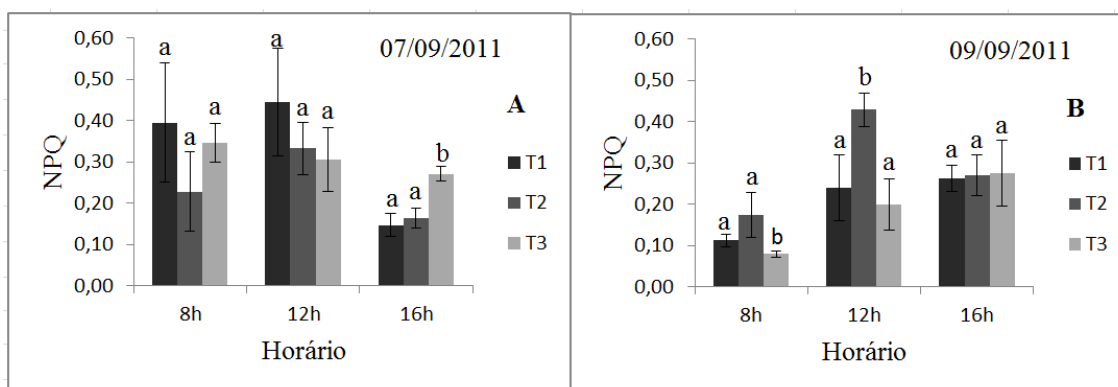 07/09/2011
A
NPQ
0,60
0,50
0,40
0,30
0,20
0,10
0,00
a a a
a a a
a a b
8h 12h 16h
Horário
T1
T2
T3
09/09/2011
B
NPQ
0,60
0,50
0,40
0,30
0,20
0,10
0,00
a a b
a b a
a a a
8h 12h 16h
Horário
T1
T2
T3